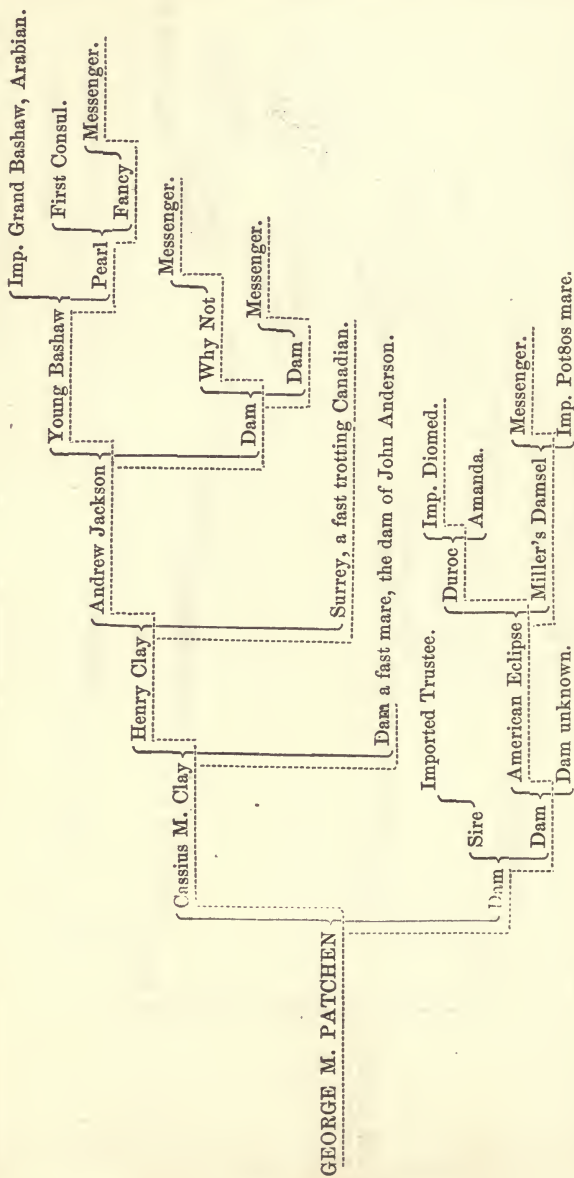 GEORGE M. PATCHEN
Cassius M. Clay
Henry Clay
Andrew Jackson
Young Bashaw
Imp. Grand Bashaw, Arabian.
Pearl
First Consul.
Fancy
Messenger.
Dam
Why Not
Messenger.
Dam
Messenger.
Surrey, a fast trotting Canadian.
Dam a fast mare, the dam of John Anderson.
Dam
Sire
Imported Trustee.
Dam
American Eclipse
Duroc
Imp. Diomed.
Amanda.
Miller's Damsel
Messenger.
Imp. Pot8os mare.
Dam unknown.